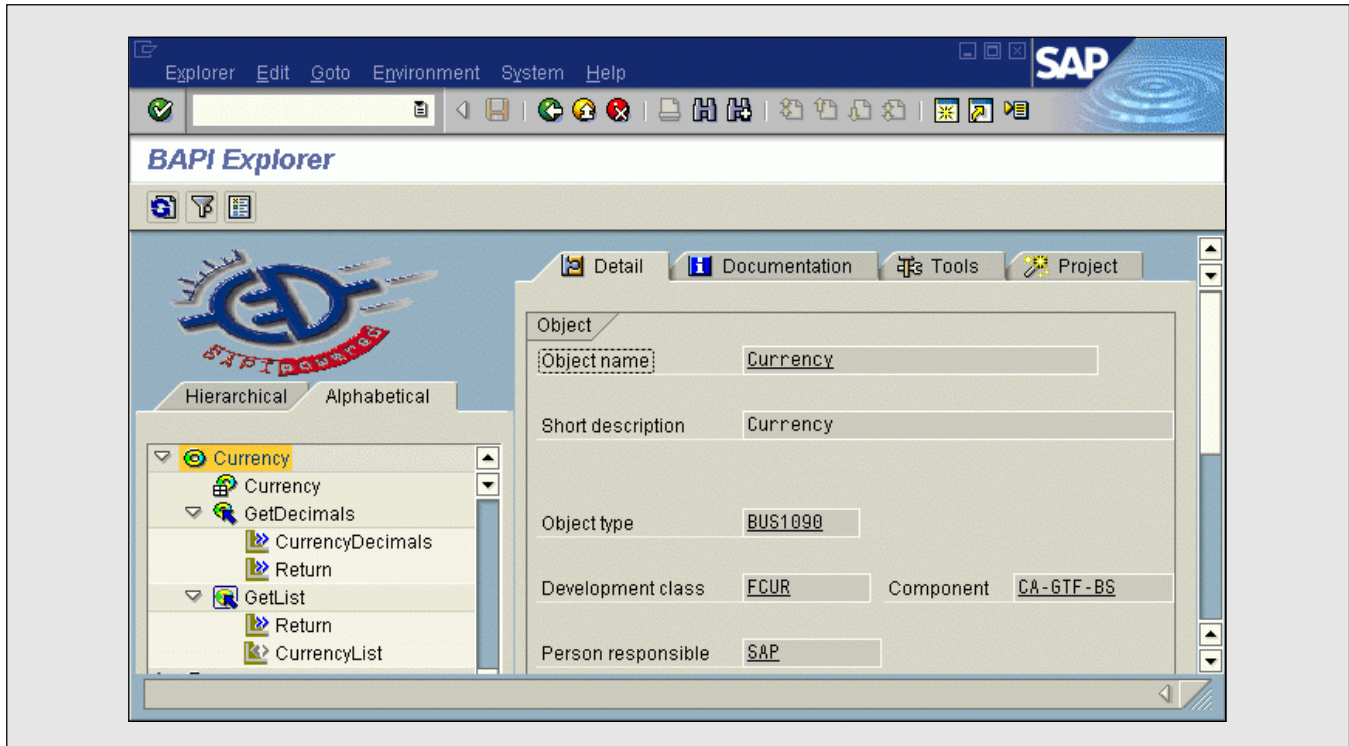 Explorer Edit Goto Environment System Help
SAP
BAPI Explorer
BAPI powered
Hierarchical Alphabetical
Currency
Currency
GetDecimals
CurrencyDecimals
Return
GetList
Return
CurrencyList
Detail Documentation Tools Project
Object
Object name Currency
Short description Currency
Object type BUS1090
Development class FCUR Component CA-GTF-BS
Person responsible SAP